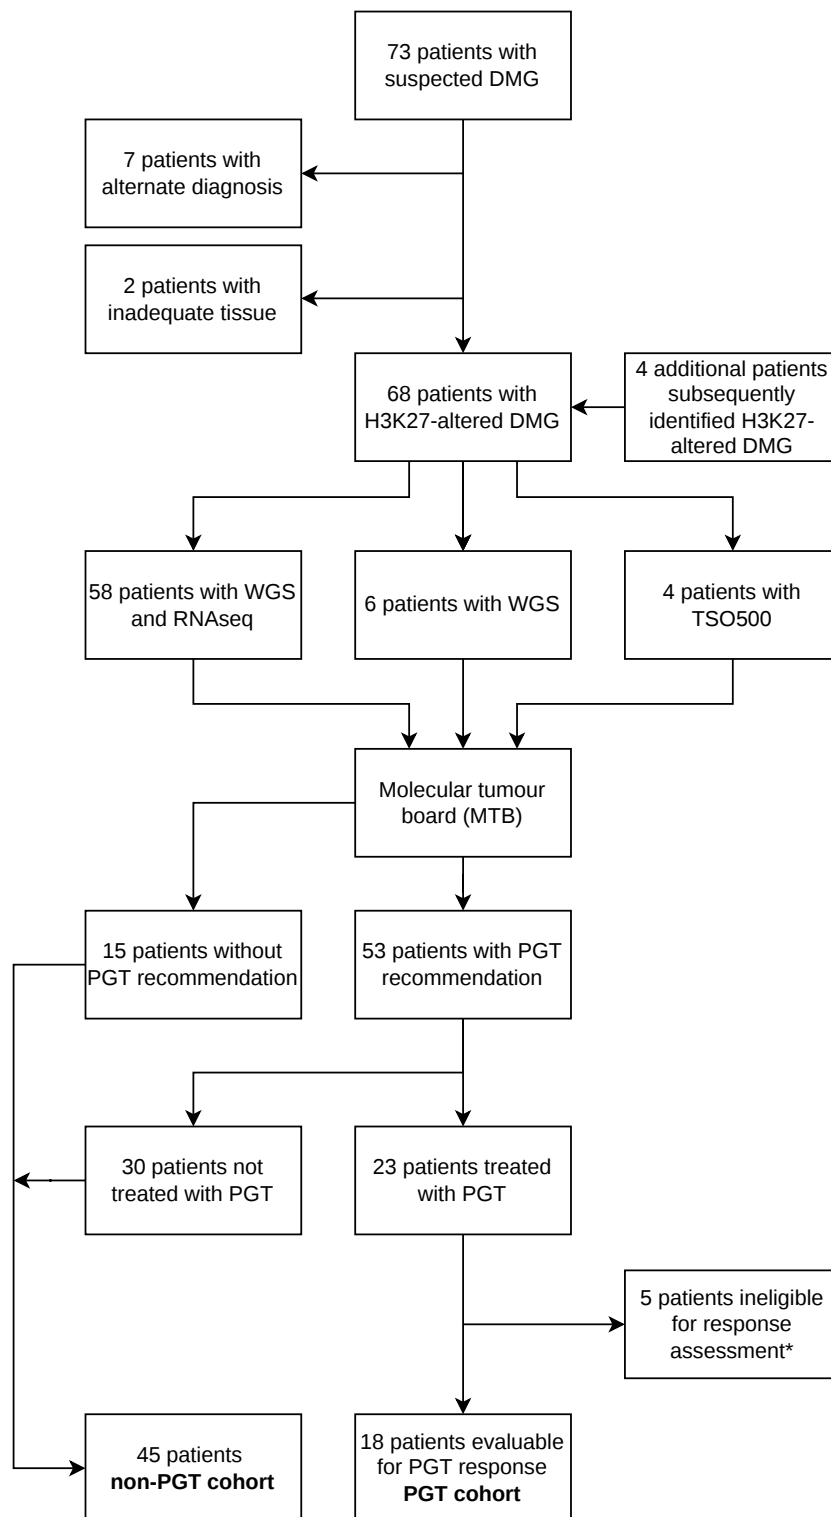 73 patients with
suspected DMG
7 patients with
alternate diagnosis
2 patients with
inadequate tissue
68 patients with
H3K27-altered DMG
4 additional patients
subsequently
identified H3K27-
altered DMG
58 patients with WGS
and RNAseq
6 patients with WGS
4 patients with
TSO500
Molecular tumour
board (MTB)
15 patients without
PGT recommendation
53 patients with PGT
recommendation
30 patients not
treated with PGT
23 patients treated
with PGT
5 patients ineligible
for response
assessment*
45 patients
non-PGT cohort
18 patients evaluable
for PGT response
PGT cohort